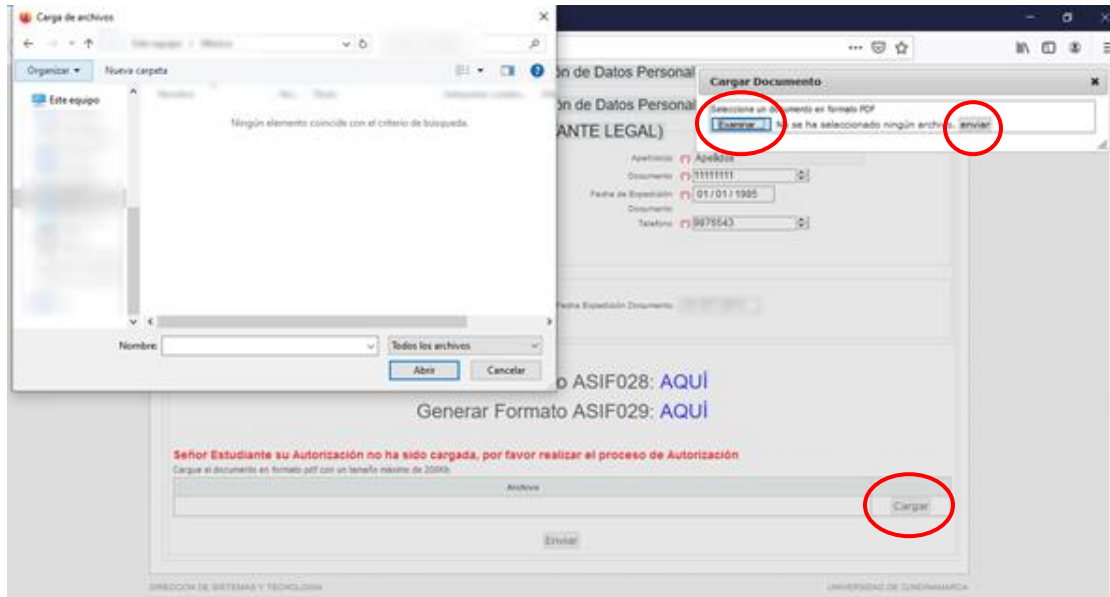 Carga de archivos
Organizar
Nueva carpeta
Este equipo
Ningún elemento coincide con el criterio de búsqueda.
Nombre:
Todos los archivos
Abrir
Cancelar
ón de Datos Personal
ón de Datos Personal
ANTE LEGAL)
Cargar Documento
Seleccione un documento en formato PDF
Examinar... No se ha seleccionado ningún archivo. enviar
Apellidos (*) Apellidos
Documento (*) 11111111
Fecha de Expedición (*) 01/01/1985
Documento
Telefono (*) 9876543
Fecha Expedición Documento
o ASIF028: AQUÍ
Generar Formato ASIF029: AQUÍ
Señor Estudiante su Autorización no ha sido cargada, por favor realizar el proceso de Autorización
Cargue el documento en formato pdf con un tamaño máximo de 200Kb
Archivo
Cargar
Enviar
DIRECCION DE SISTEMAS Y TECNOLOGIA
UNIVERSIDAD DE CUNDINAMARCA